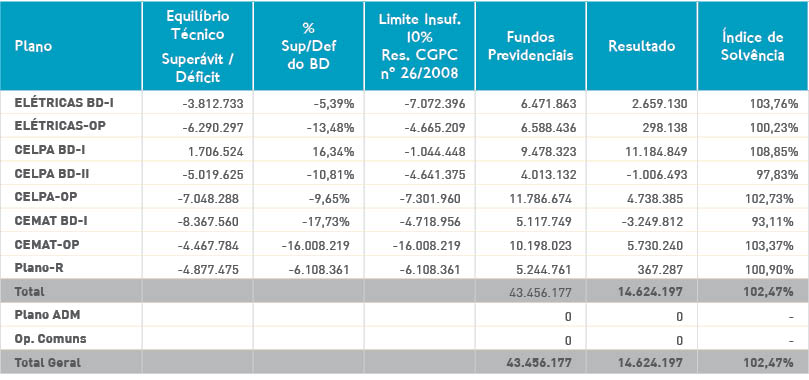 Plano Equilíbrio Técnico Superávit / Déficit % Sup/Def do BD Limite Insuf. 10% Res. CGPC nº 26/2008 Fundos Previdenciais Resultado Índice de Solvência
ELÉTRICAS BD-I -3.812.733 -5,39% -7.072.396 6.471.863 2.659.130 103,76%
ELÉTRICAS-OP -6.290.297 -13,48% -4.665.209 6.588.436 298.138 100,23%
CELPA BD-I 1.706.524 16,34% -1.044.448 9.478.323 11.184.849 108,85%
CELPA BD-II -5.019.625 -10,81% -4.641.375 4.013.132 -1.006.493 97,83%
CELPA-OP -7.048.288 -9,65% -7.301.960 11.786.674 4.738.385 102,73%
CEMAT BD-I -8.367.560 -17,73% -4.718.956 5.117.749 -3.249.812 93,11%
CEMAT-OP -4.467.784 -16.008.219 -16.008.219 10.198.023 5.730.240 103,37%
Plano-R -4.877.475 -6.108.361 -6.108.361 5.244.761 367.287 100,90%
Total 43.456.177 14.624.197 102,47%
Plano ADM 0 0 -
Op. Comuns 0 0 -
Total Geral 43.456.177 14.624.197 102,47%